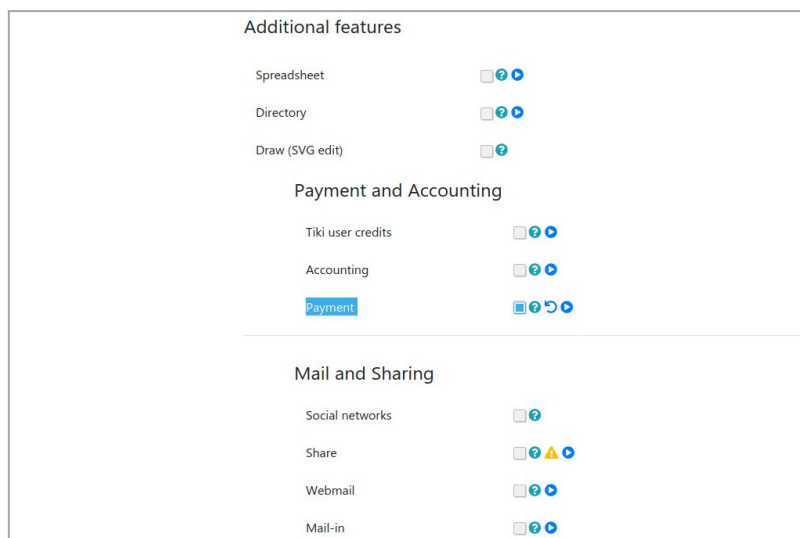 Additional features
Spreadsheet
Directory
Draw (SVG edit)
Payment and Accounting
Tiki user credits
Accounting
Payment
Mail and Sharing
Social networks
Share
Webmail
Mail-in